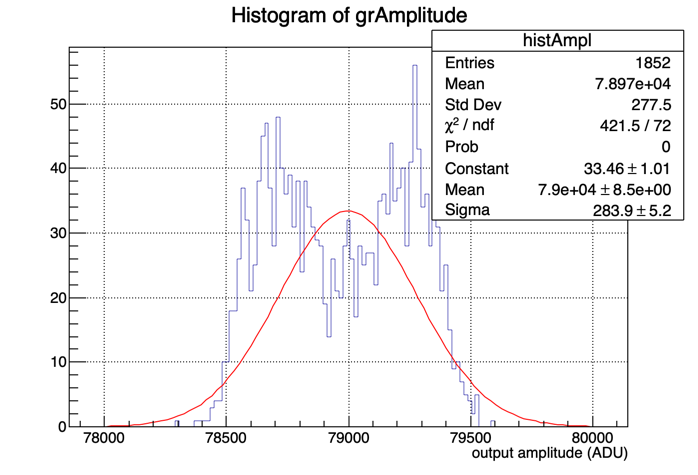 Histogram of grAmplitude
histAmpl
Entries 1852
Mean 7.897e+04
Std Dev 277.5
χ² / ndf 421.5 / 72
Prob 0
Constant 33.46 ± 1.01
Mean 7.9e+04 ± 8.5e+00
Sigma 283.9 ± 5.2
50
40
30
20
10
0
78000 78500 79000 79500 80000
output amplitude (ADU)